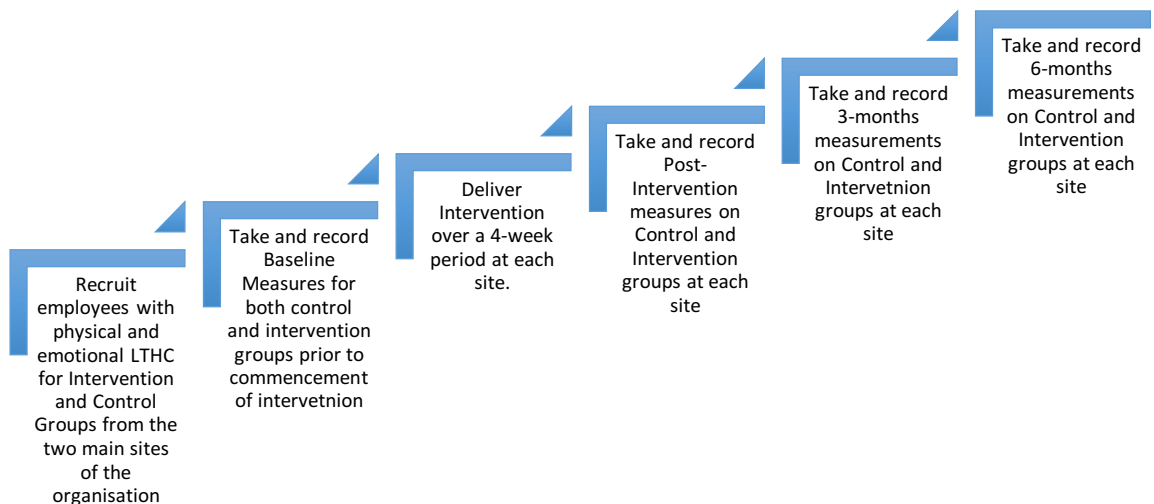 Recruit
employees with
physical and
emotional LTHC
for Intervention
and Control
Groups from the
two main sites
of the
organisation
Take and record
Baseline
Measures for
both control
and intervention
groups prior to
commencement
of intervetnion
Deliver
Intervention
over a 4-week
period at each
site.
Take and record
Post-
Intervention
measures on
Control and
Intervention
groups at each
site
Take and record
3-months
measurements
on Control and
Intervetnion
groups at each
site
Take and record
6-months
measurements
on Control and
Intervention
groups at each
site